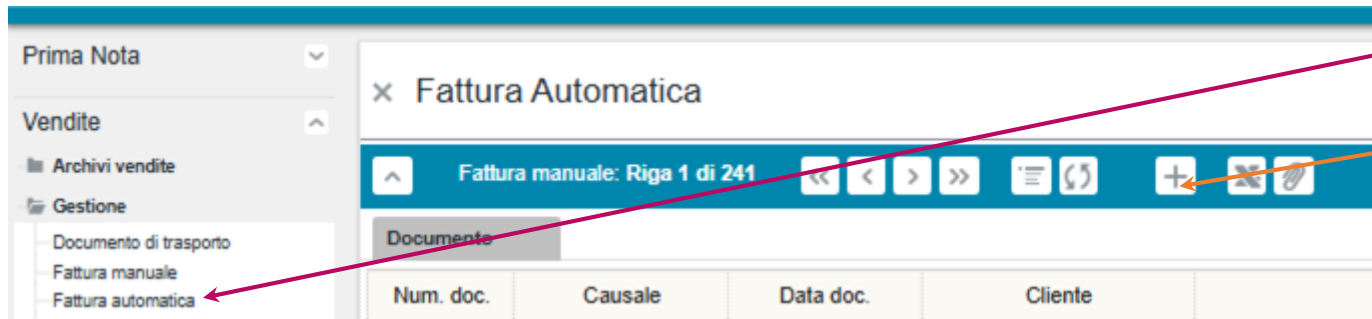 Prima Nota
Vendite
Archivi vendite
Gestione
Documento di trasporto
Fattura manuale
Fattura automatica
× Fattura Automatica
Fattura manuale: Riga 1 di 241
Documento
Num. doc. Causale Data doc. Cliente